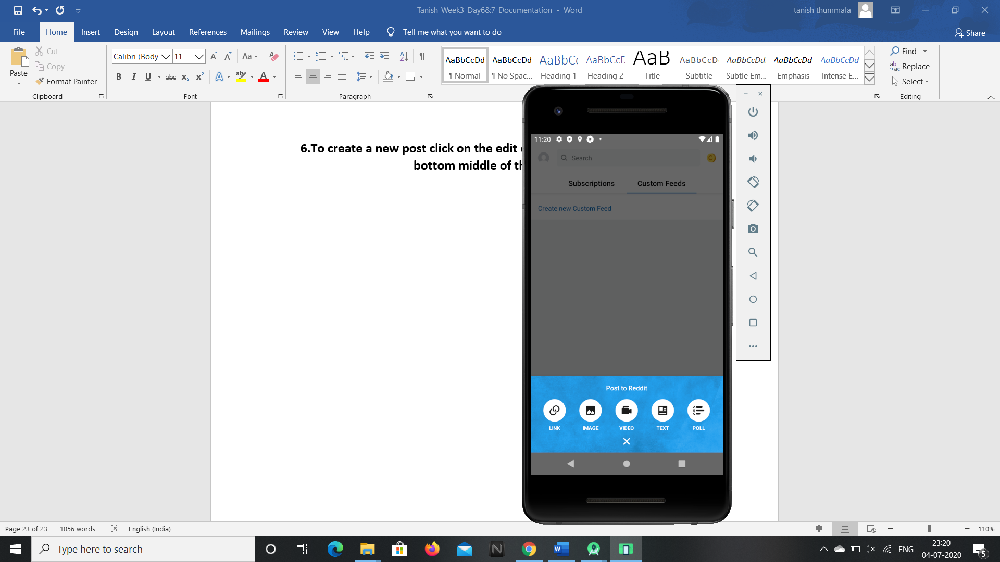 Tanish_Week3_Day6&7_Documentation - Word
tanish thummala
File Home Insert Design Layout References Mailings Review View Help Tell me what you want to do
Share
Paste
Cut
Copy
Format Painter
Clipboard
Calibri (Body 11
Font
Paragraph
AaBbCcDd
¶ Normal
AaBbCcDd
¶ No Spac...
AaBbC
Heading 1
AaBbCcD
Heading 2
AaB
Title
AaBbCcD
Subtitle
AaBbCcDd
Subtle Em...
AaBbCcDd
Emphasis
AaBbCcDd
Intense E...
Find
Replace
Select
Editing
6.To create a new post click on the edit
bottom middle of
11:20
Search
Subscriptions Custom Feeds
Create new Custom Feed
Post to Reddit
LINK IMAGE VIDEO TEXT POLL
Page 23 of 23 1056 words English (India)
110%
Type here to search
ENG
23:20
04-07-2020
5